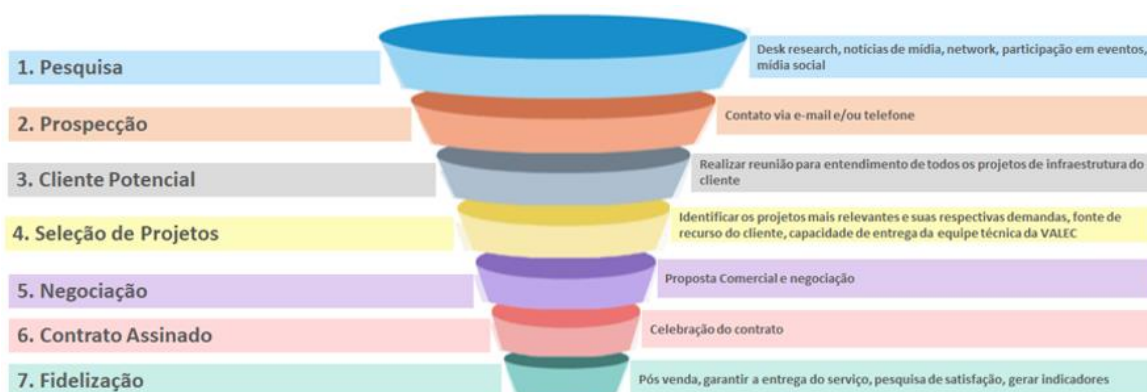 1. Pesquisa
Desk research, notícias de mídia, network, participação em eventos,
mídia social
2. Prospecção
Contato via e-mail e/ou telefone
3. Cliente Potencial
Realizar reunião para entendimento de todos os projetos de infraestrutura do
cliente
4. Seleção de Projetos
Identificar os projetos mais relevantes e suas respectivas demandas, fonte de
recurso do cliente, capacidade de entrega da equipe técnica da VALEC
5. Negociação
Proposta Comercial e negociação
6. Contrato Assinado
Celebração do contrato
7. Fidelização
Pós venda, garantir a entrega do serviço, pesquisa de satisfação, gerar indicadores